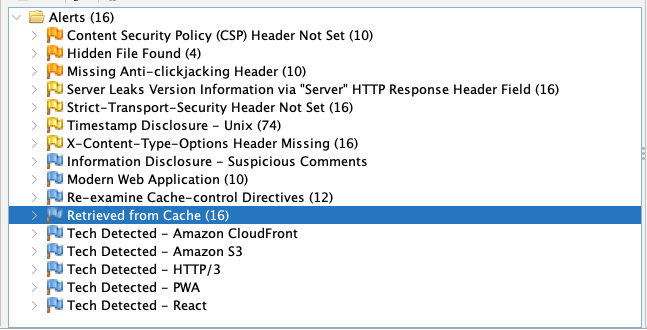 Alerts (16)
Content Security Policy (CSP) Header Not Set (10)
Hidden File Found (4)
Missing Anti-clickjacking Header (10)
Server Leaks Version Information via "Server" HTTP Response Header Field (16)
Strict-Transport-Security Header Not Set (16)
Timestamp Disclosure - Unix (74)
X-Content-Type-Options Header Missing (16)
Information Disclosure - Suspicious Comments
Modern Web Application (10)
Re-examine Cache-control Directives (12)
Retrieved from Cache (16)
Tech Detected - Amazon CloudFront
Tech Detected - Amazon S3
Tech Detected - HTTP/3
Tech Detected - PWA
Tech Detected - React